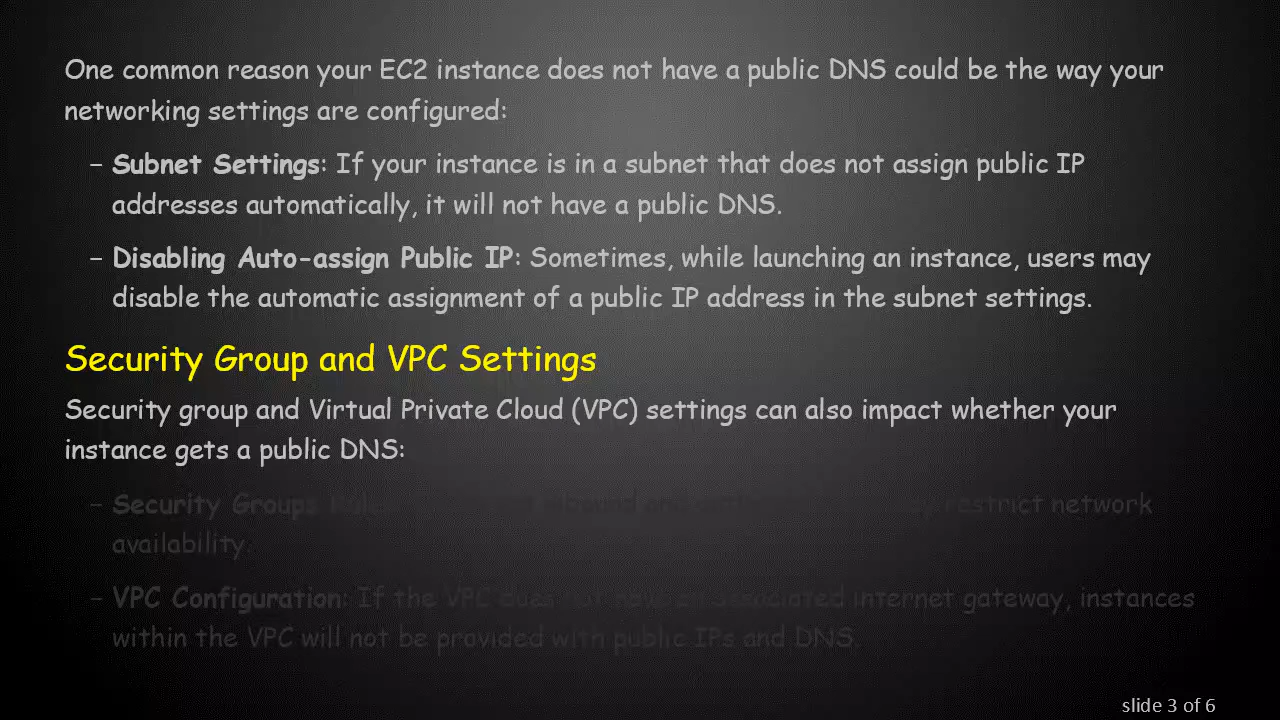 One common reason your EC2 instance does not have a public DNS could be the way your
networking settings are configured:
– Subnet Settings: If your instance is in a subnet that does not assign public IP
addresses automatically, it will not have a public DNS.
– Disabling Auto-assign Public IP: Sometimes, while launching an instance, users may
disable the automatic assignment of a public IP address in the subnet settings.
Security Group and VPC Settings
Security group and Virtual Private Cloud (VPC) settings can also impact whether your
instance gets a public DNS:
– Security Groups Rules inbound and restrict network
availability.
– VPC Configuration: If the VPC does not have an associated internet gateway, instances
within the VPC will not be provided with public IPs and DNS.
slide 3 of 6